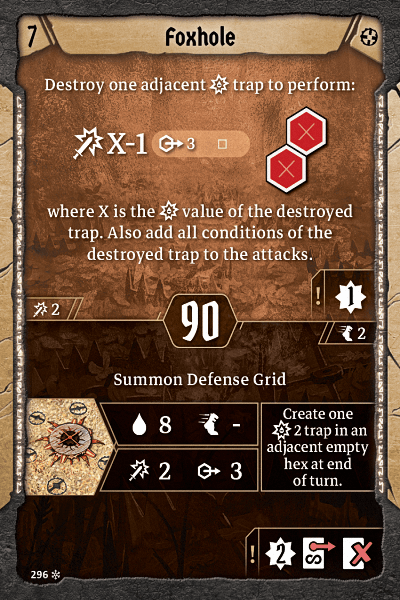 7 Foxhole
Destroy one adjacent trap to perform:
X-1 3
where X is the value of the destroyed
trap. Also add all conditions of the
destroyed trap to the attacks.
! 1
2 90 2
Summon Defense Grid
8 -
2 3
Create one
2 trap in an
adjacent empty
hex at end
of turn.
! 2
296